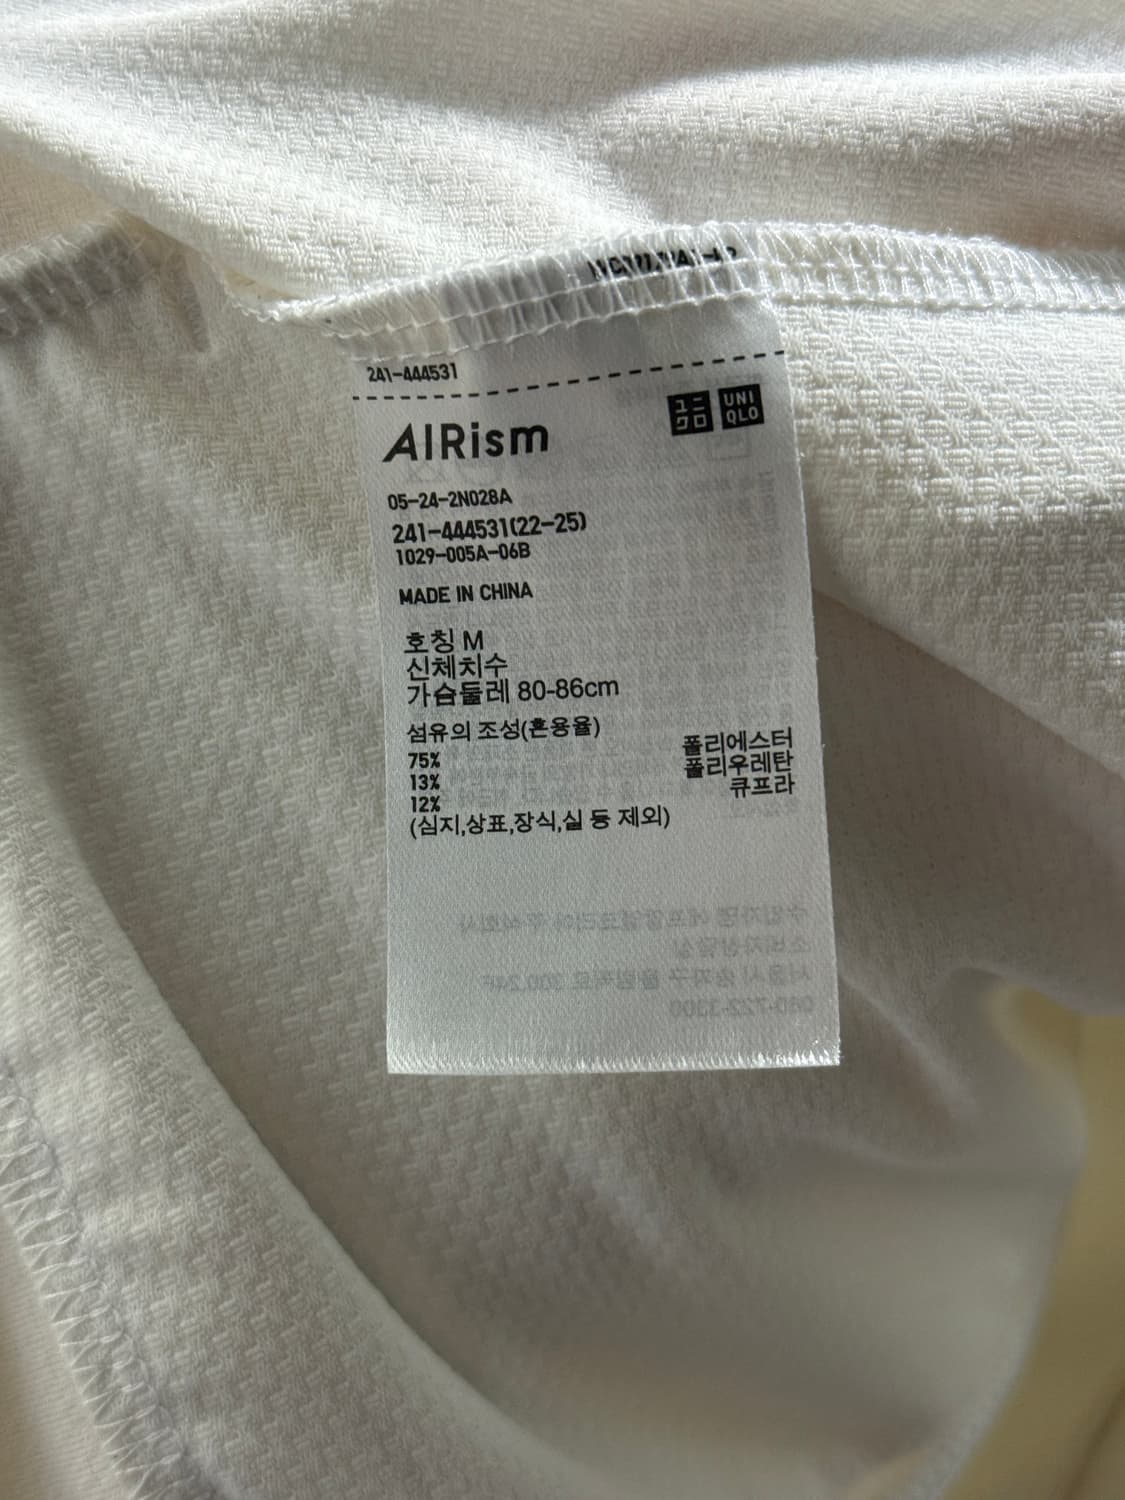 241-444531
AIRism
ユニクロ
UNIQLO
05-24-2N028A
241-444531(22-25)
1029-005A-06B
MADE IN CHINA
호칭 M
신체치수
가슴둘레 80-86cm
섬유의 조성(혼용율)
75% 폴리에스터
13% 폴리우레탄
12% 큐프라
(심지,상표,장식,실 등 제외)